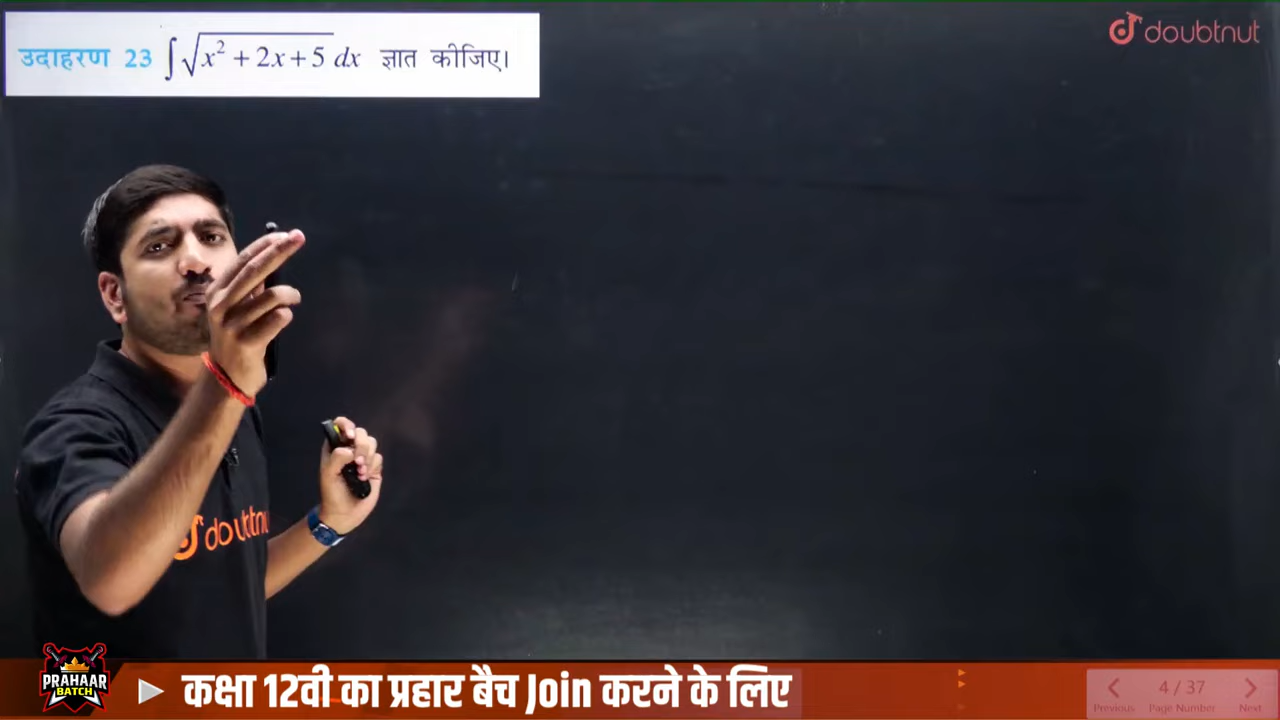 उदाहरण 23 ∫√x² + 2x + 5 dx ज्ञात कीजिए।
doubtnut
doubtnut
PRAHAAR
BATCH
कक्षा 12वी का प्रहार बैच Join करने के लिए
4 / 37
Previous Page Number Next